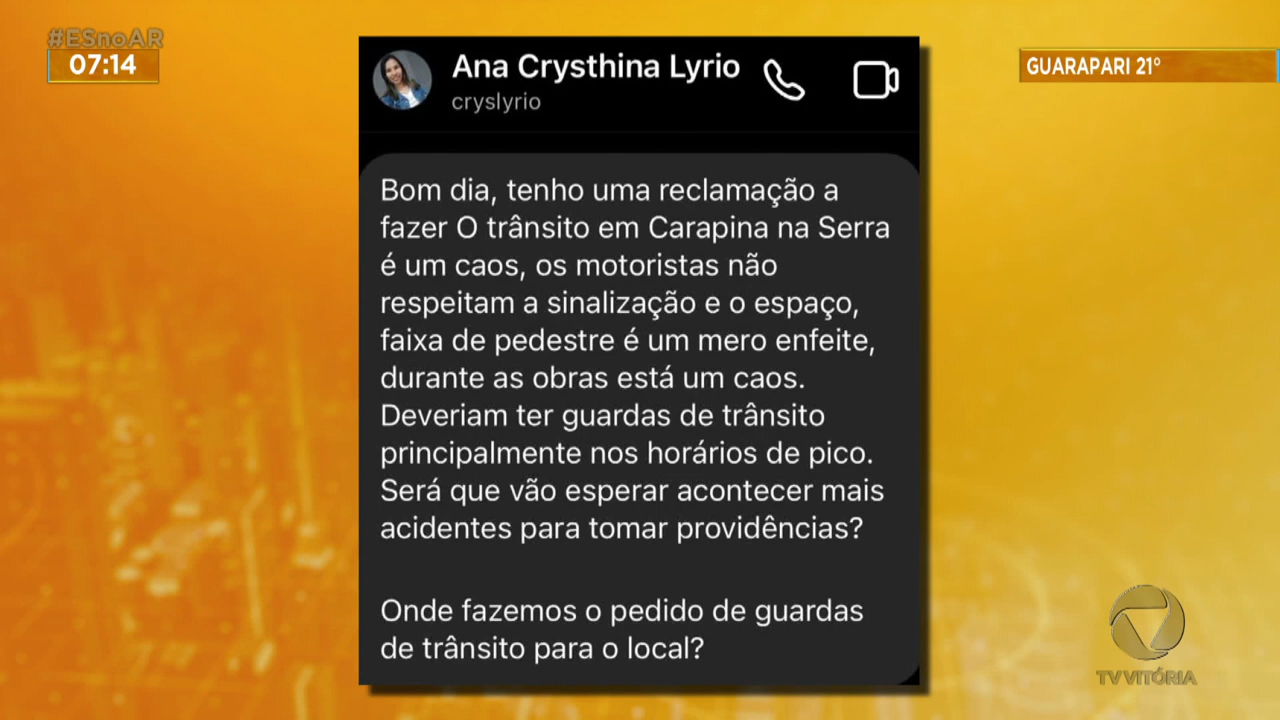 #ESnoAR
07:14
GUARAPARI 21°
Ana Crysthina Lyrio
cryslyrio
Bom dia, tenho uma reclamação a
fazer O trânsito em Carapina na Serra
é um caos, os motoristas não
respeitam a sinalização e o espaço,
faixa de pedestre é um mero enfeite,
durante as obras está um caos.
Deveriam ter guardas de trânsito
principalmente nos horários de pico.
Será que vão esperar acontecer mais
acidentes para tomar providências?
Onde fazemos o pedido de guardas
de trânsito para o local?
TV VITÓRIA